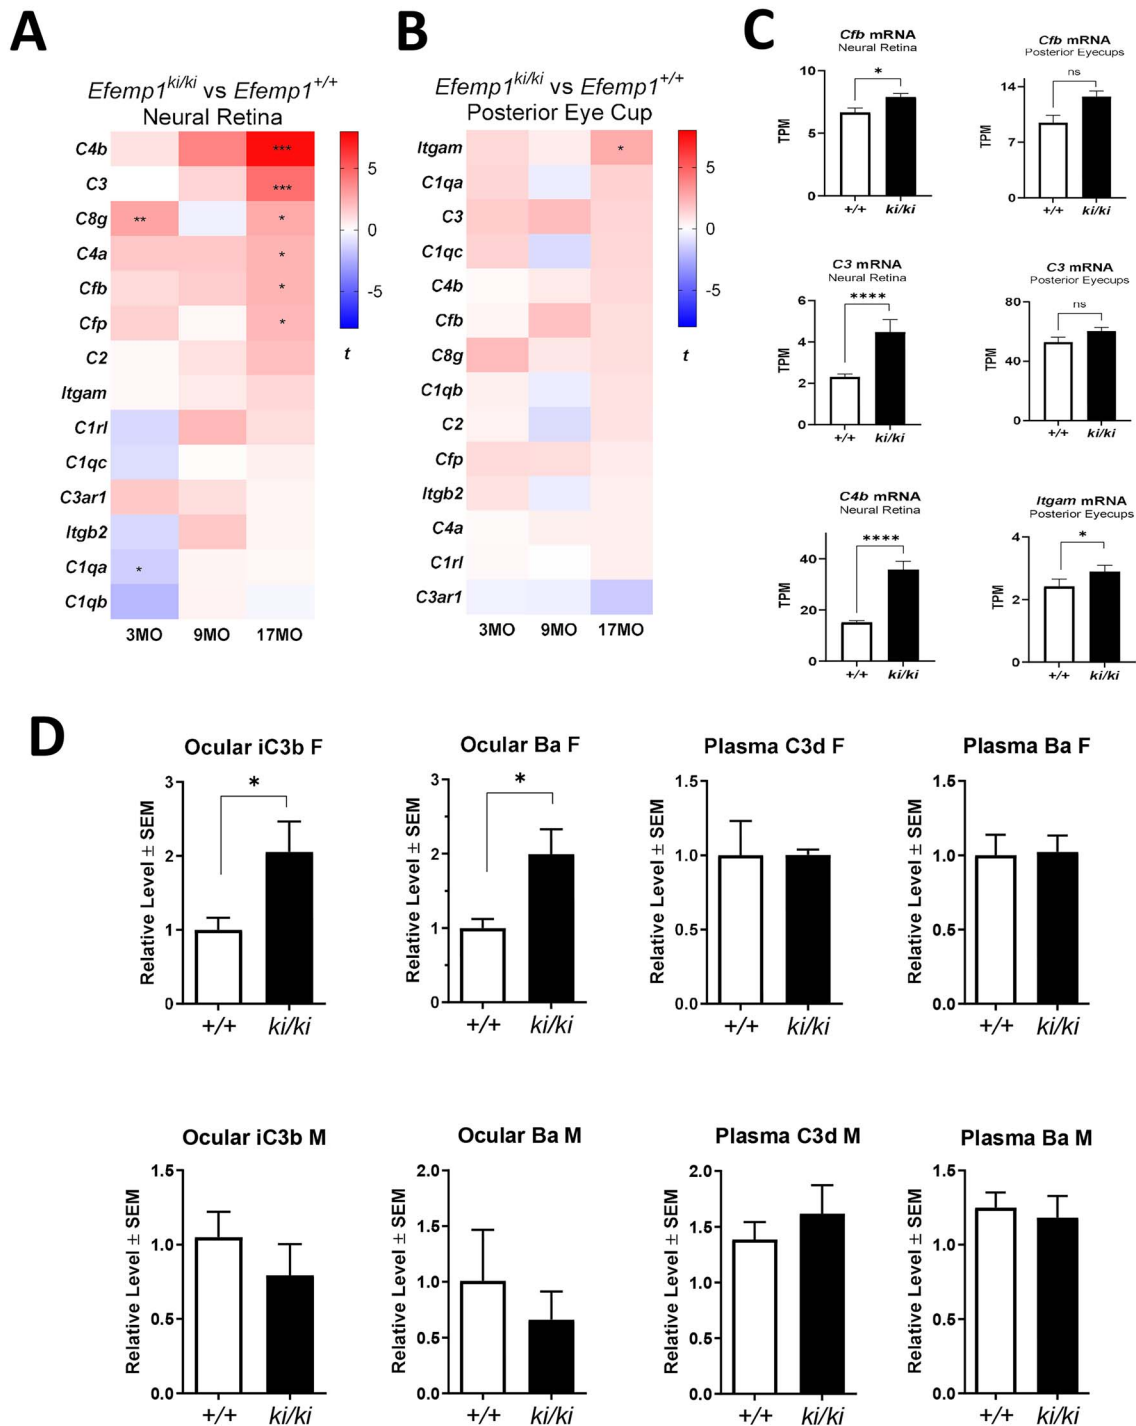 A
Efemp1ki/ki vs Efemp1+/+
Neural Retina
C4b
***
C3
***
C8g
**
*
C4a
*
Cfb
*
Cfp
*
C2
Itgam
C1rl
C1qc
C3ar1
Itgb2
C1qa
*
C1qb
3MO 9MO 17MO
5
0
-5
t
B
Efemp1ki/ki vs Efemp1+/+
Posterior Eye Cup
Itgam
*
C1qa
C3
C1qc
C4b
Cfb
C8g
C1qb
C2
Cfp
Itgb2
C4a
C1rl
C3ar1
3MO 9MO 17MO
5
0
-5
t
C
Cfb mRNA
Neural Retina
TPM
10
5
0
*
+/+ ki/ki
Cfb mRNA
Posterior Eyecups
TPM
14
7
0
ns
+/+ ki/ki
C3 mRNA
Neural Retina
TPM
6
4
2
0
****
+/+ ki/ki
C3 mRNA
Posterior Eyecups
TPM
80
40
0
ns
+/+ ki/ki
C4b mRNA
Neural Retina
TPM
40
20
0
****
+/+ ki/ki
Itgam mRNA
Posterior Eyecups
TPM
4
2
0
*
+/+ ki/ki
D
Ocular iC3b F
Relative Level ± SEM
3
2
1
0
*
+/+ ki/ki
Ocular Ba F
Relative Level ± SEM
3
2
1
0
*
+/+ ki/ki
Plasma C3d F
Relative Level ± SEM
1.5
1.0
0.5
0.0
+/+ ki/ki
Plasma Ba F
Relative Level ± SEM
1.5
1.0
0.5
0.0
+/+ ki/ki
Ocular iC3b M
Relative Level ± SEM
1.5
1.0
0.5
0.0
+/+ ki/ki
Ocular Ba M
Relative Level ± SEM
2.0
1.5
1.0
0.5
0.0
+/+ ki/ki
Plasma C3d M
Relative Level ± SEM
2.0
1.5
1.0
0.5
0.0
+/+ ki/ki
Plasma Ba M
Relative Level ± SEM
1.5
1.0
0.5
0.0
+/+ ki/ki